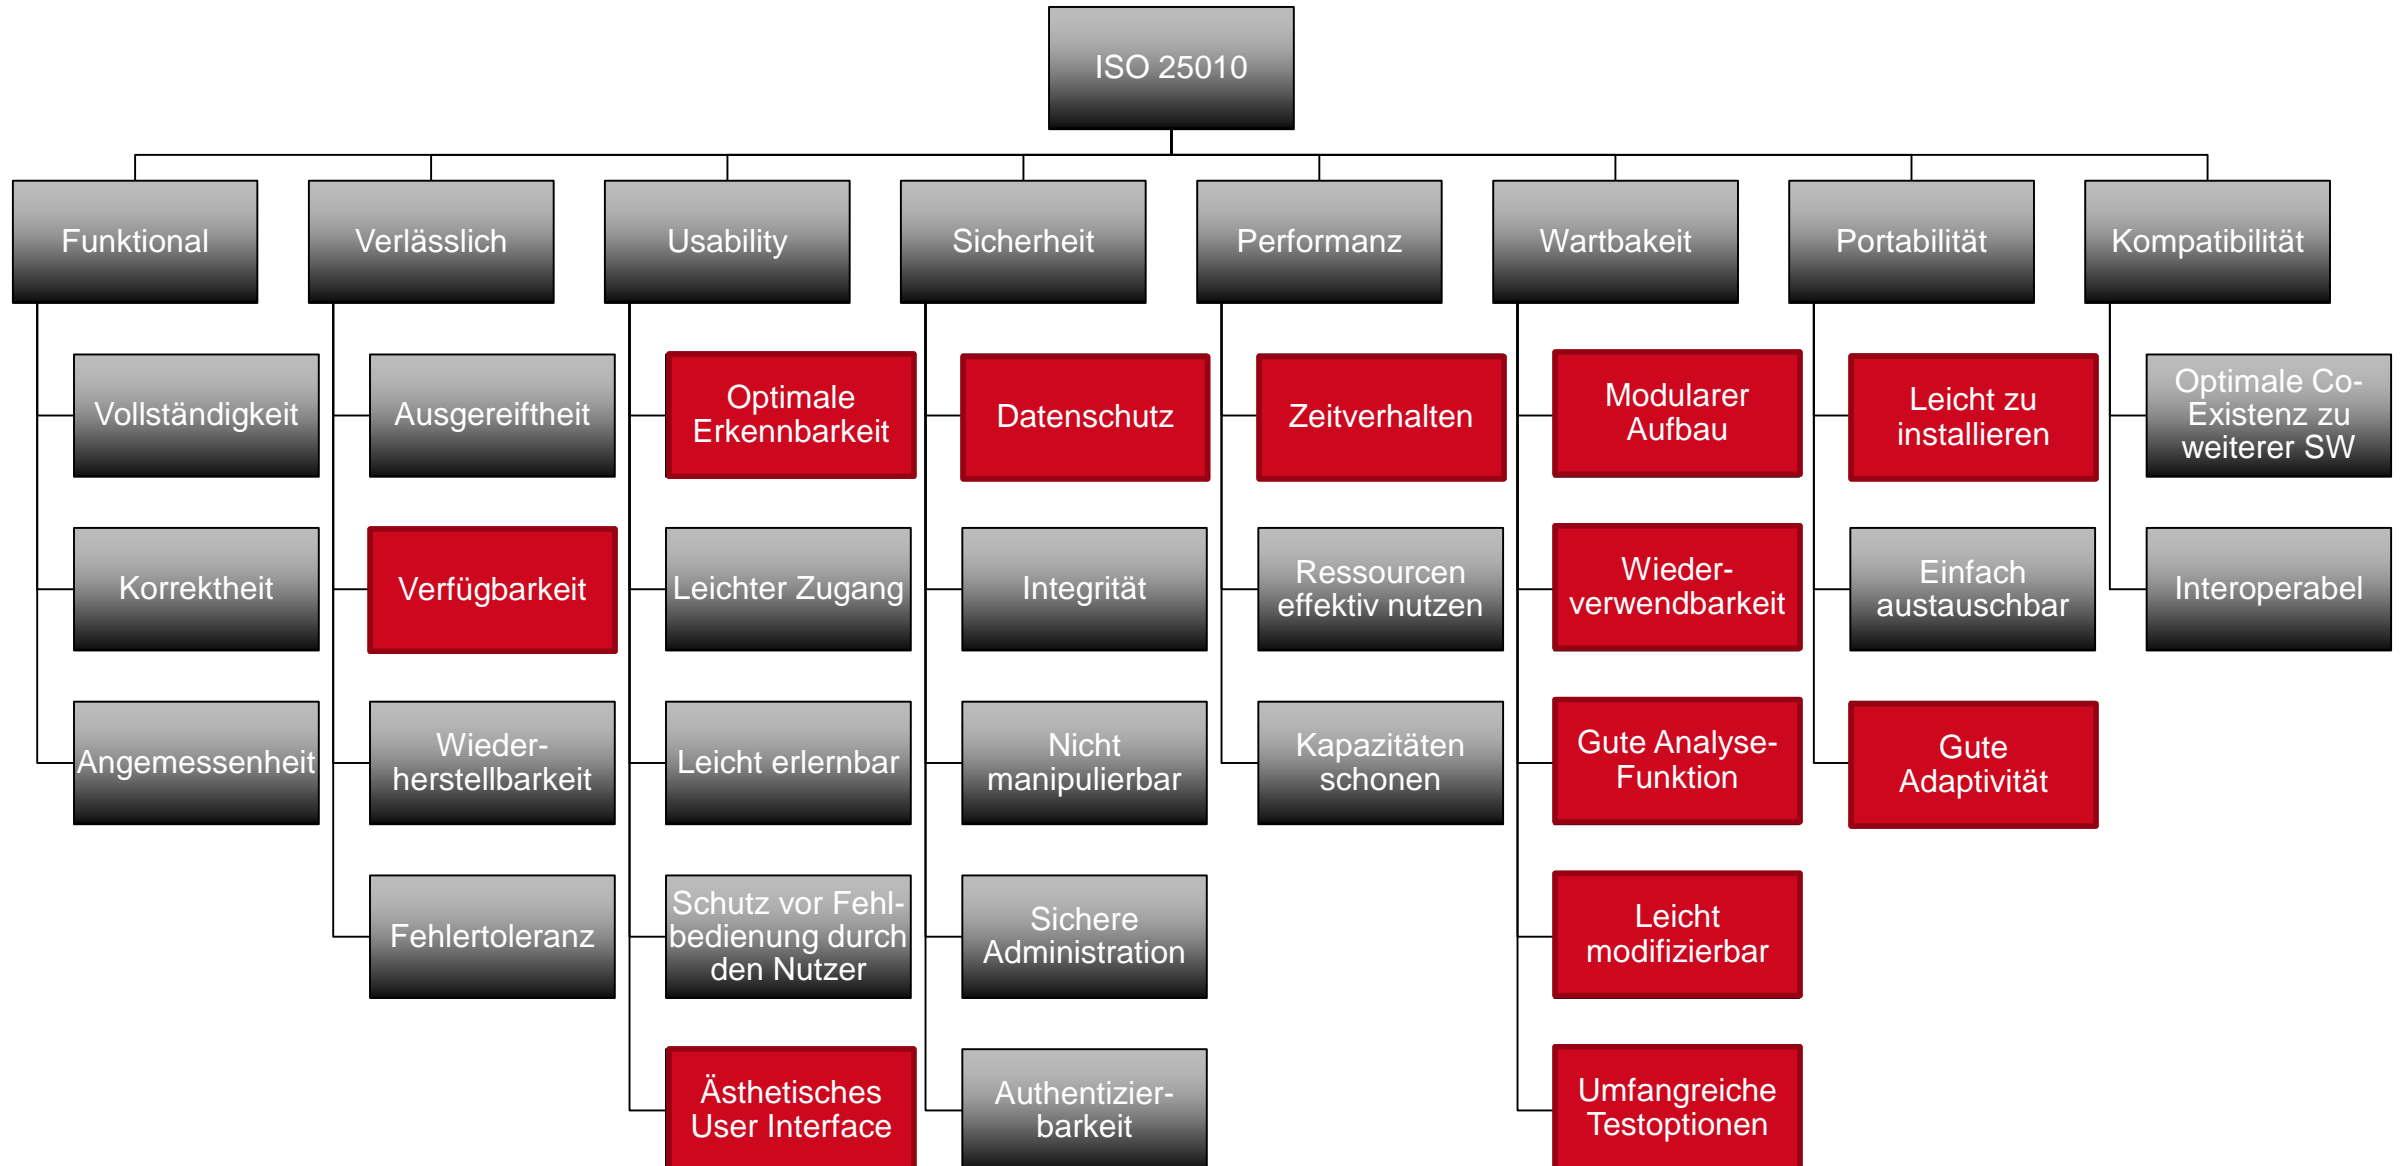 ISO 25010
Funktional
Verlässlich
Usability
Sicherheit
Performanz
Wartbakeit
Portabilität
Kompatibilität
Vollständigkeit
Ausgereiftheit
Optimale
Erkennbarkeit
Datenschutz
Zeitverhalten
Modularer
Aufbau
Leicht zu
installieren
Optimale Co-
Existenz zu
weiterer SW
Korrektheit
Verfügbarkeit
Leichter Zugang
Integrität
Ressourcen
effektiv nutzen
Wieder-
verwendbarkeit
Einfach
austauschbar
Interoperabel
Angemessenheit
Wieder-
herstellbarkeit
Leicht erlernbar
Nicht
manipulierbar
Kapazitäten
schonen
Gute Analyse-
Funktion
Gute
Adaptivität
Fehlertoleranz
Schutz vor Fehl-
bedienung durch
den Nutzer
Sichere
Administration
Leicht
modifizierbar
Ästhetisches
User Interface
Authentizier-
barkeit
Umfangreiche
Testoptionen